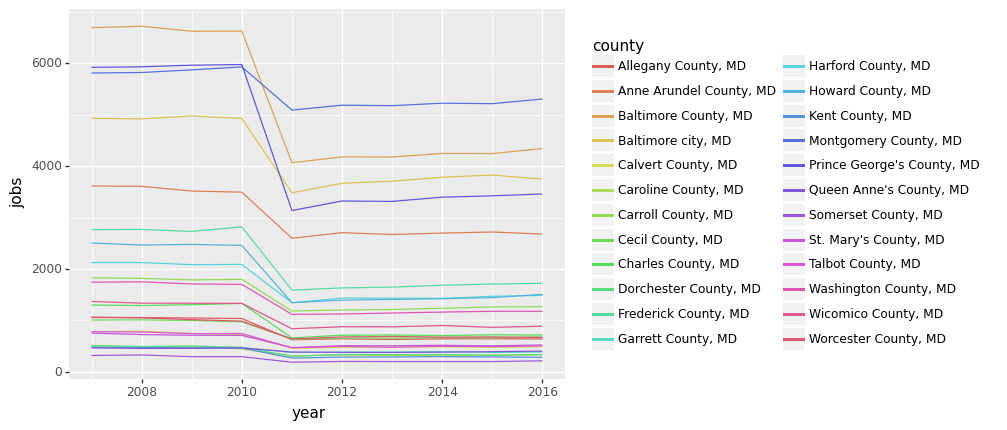 6000
4000
2000
0
jobs
2008
2010
2012
2014
2016
year
county
Allegany County, MD
Anne Arundel County, MD
Baltimore County, MD
Baltimore city, MD
Calvert County, MD
Caroline County, MD
Carroll County, MD
Cecil County, MD
Charles County, MD
Dorchester County, MD
Frederick County, MD
Garrett County, MD
Harford County, MD
Howard County, MD
Kent County, MD
Montgomery County, MD
Prince George's County, MD
Queen Anne's County, MD
Somerset County, MD
St. Mary's County, MD
Talbot County, MD
Washington County, MD
Wicomico County, MD
Worcester County, MD